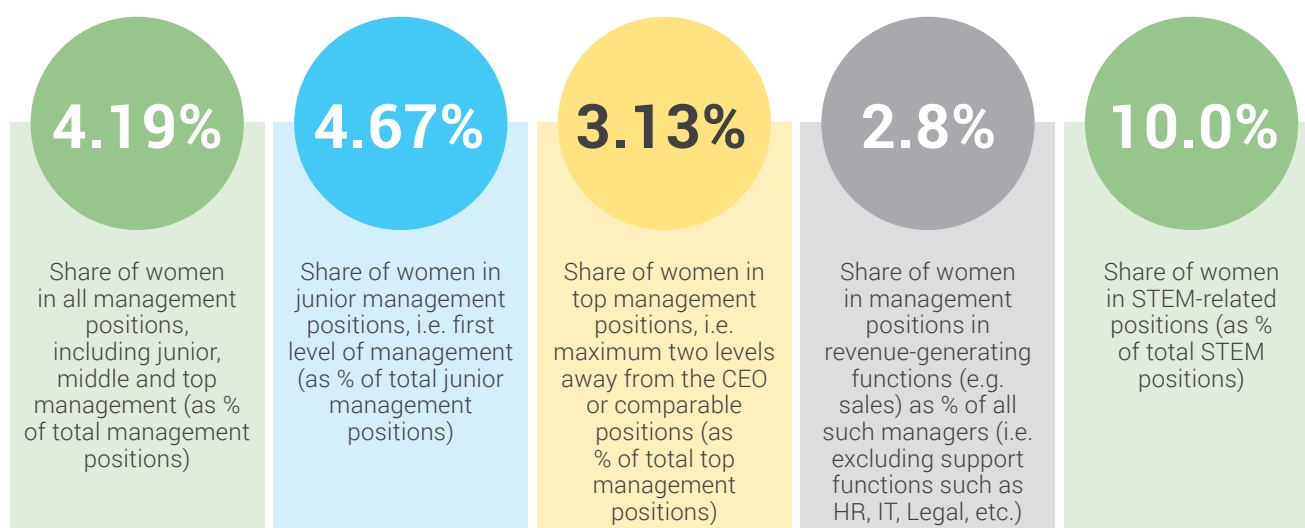 4.19%
Share of women
in all management
positions,
including junior,
middle and top
management (as %
of total management
positions)
4.67%
Share of women in
junior management
positions, i.e. first
level of management
(as % of total junior
management
positions)
3.13%
Share of women in
top management
positions, i.e.
maximum two levels
away from the CEO
or comparable
positions (as
% of total top
management
positions)
2.8%
Share of women
in management
positions in
revenue-generating
functions (e.g.
sales) as % of all
such managers (i.e.
excluding support
functions such as
HR, IT, Legal, etc.)
10.0%
Share of women
in STEM-related
positions (as %
of total STEM
positions)